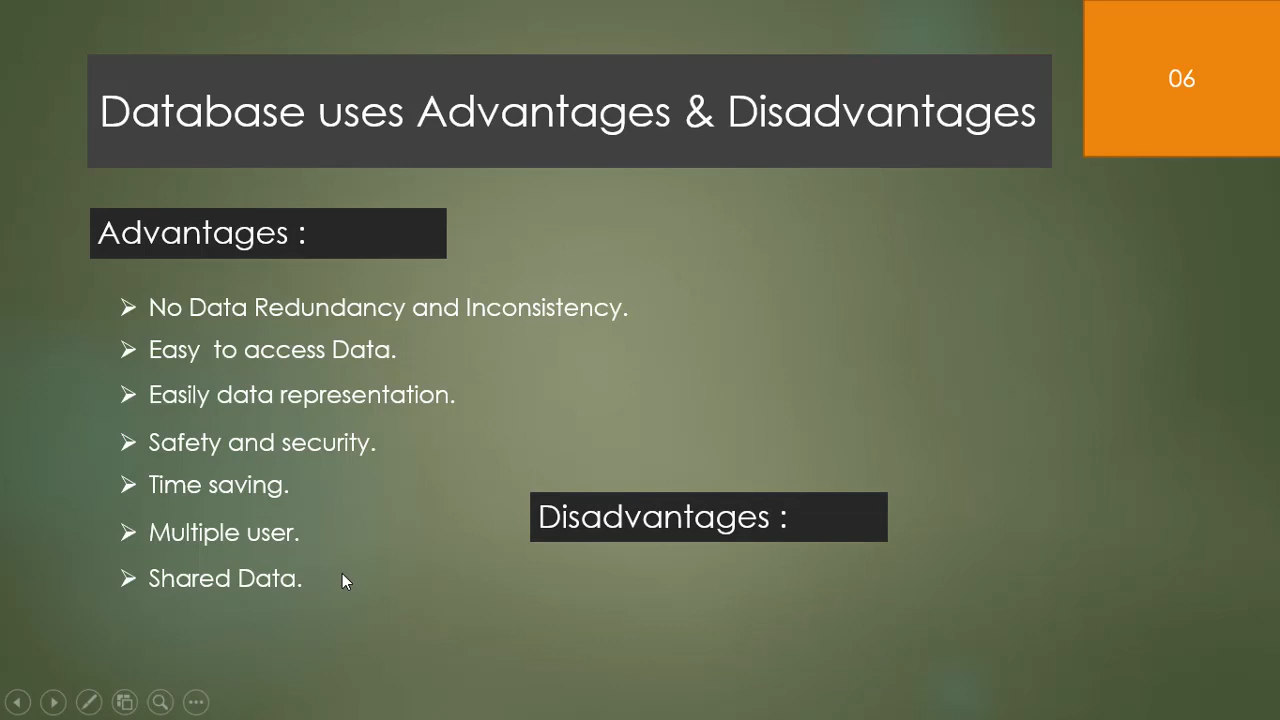 Database uses Advantages & Disadvantages
06
Advantages :
No Data Redundancy and Inconsistency.
Easy to access Data.
Easily data representation.
Safety and security.
Time saving.
Multiple user.
Shared Data.
Disadvantages :